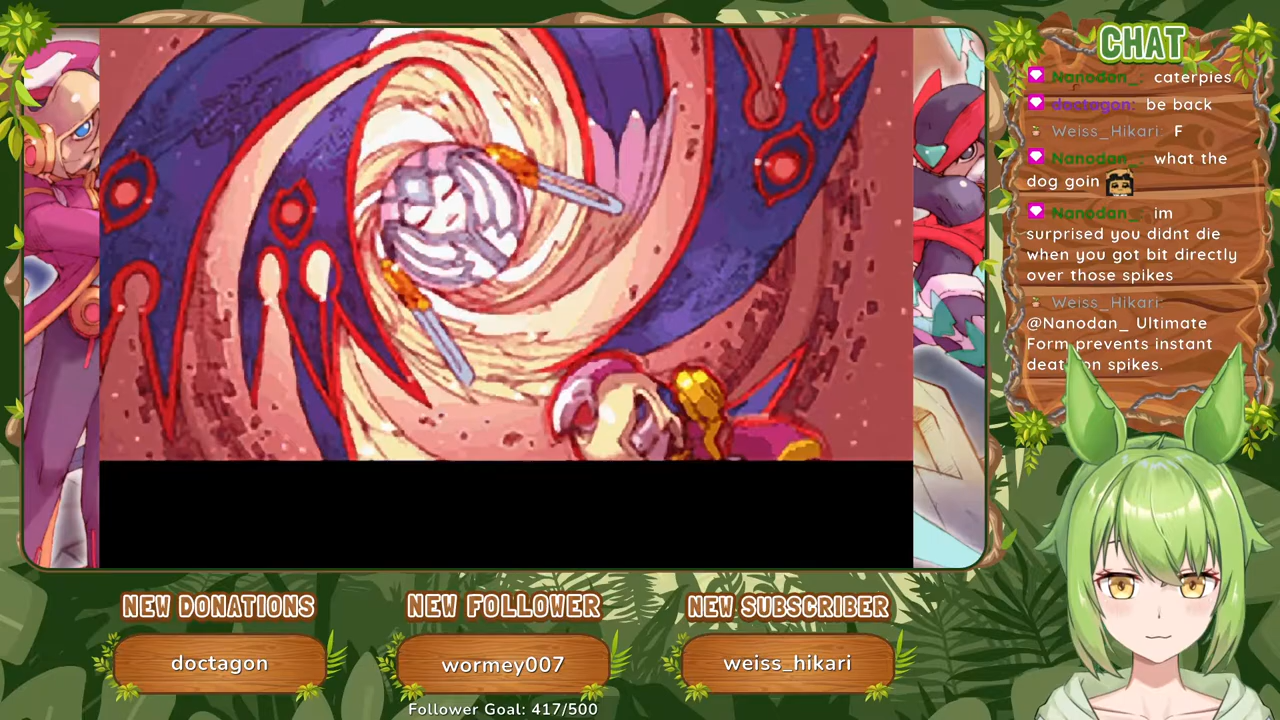 CHAT
Nanodan_: caterpies
doctagon: be back
Weiss_Hikari: F
Nanodan_: what the
dog goin
Nanodan_: im
surprised you didnt die
when you got bit directly
over those spikes
Weiss_Hikari:
@Nanodan_ Ultimate
Form prevents instant
death on spikes.
NEW DONATIONS
doctagon
NEW FOLLOWER
wormey007
NEW SUBSCRIBER
weiss_hikari
Follower Goal: 417/500